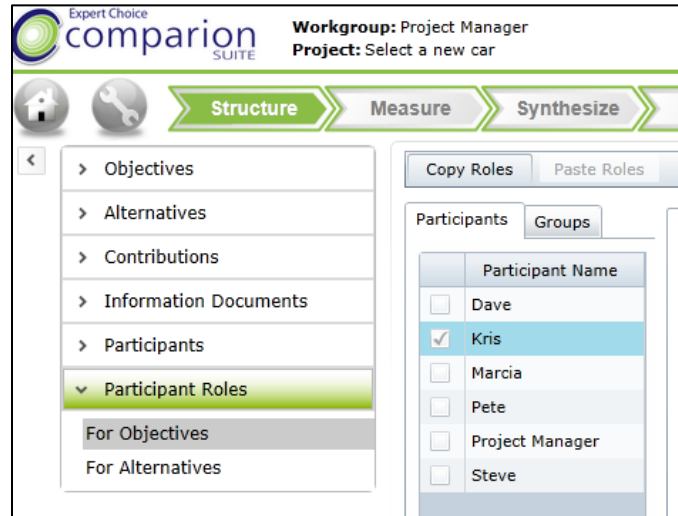 Expert Choice
comparion
SUITE
Workgroup: Project Manager
Project: Select a new car
Structure
Measure
Synthesize
Objectives
Alternatives
Contributions
Information Documents
Participants
Participant Roles
For Objectives
For Alternatives
Copy Roles
Paste Roles
Participants
Groups
Participant Name
Dave
Kris
Marcia
Pete
Project Manager
Steve